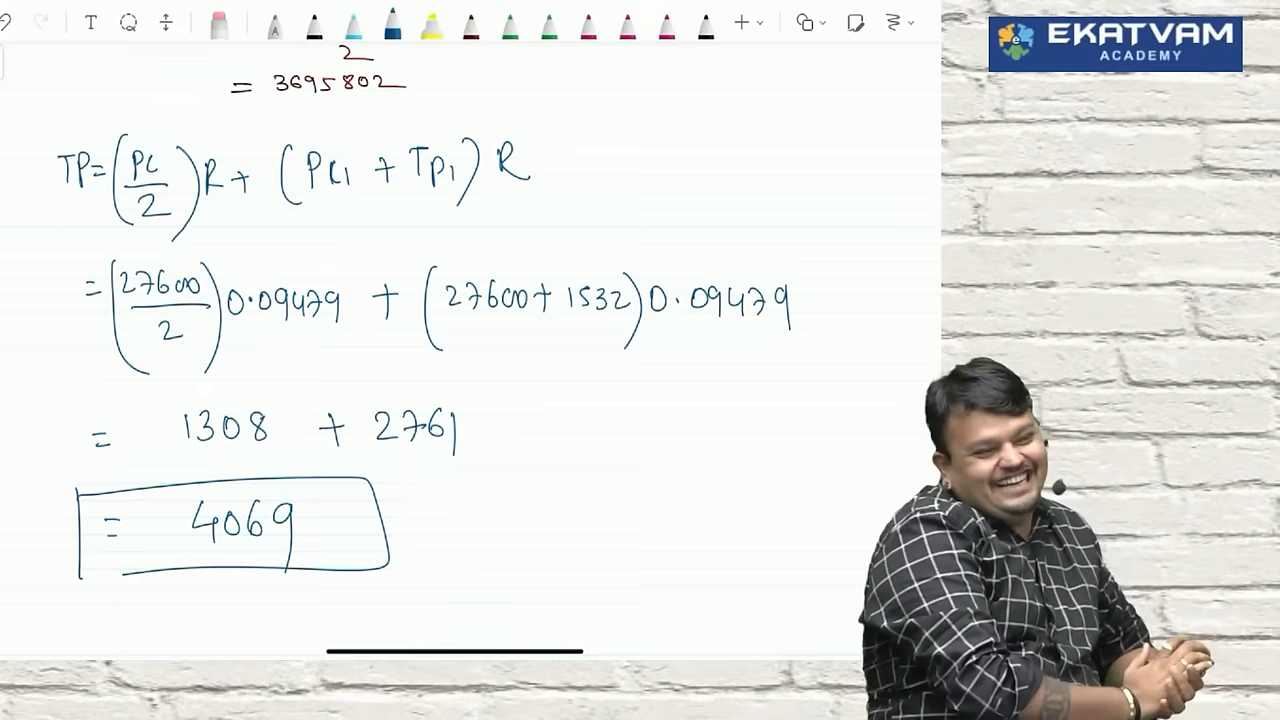 T
A
EKATVAM
ACADEMY
2
= 3695802
TP = (PC/2) R + (PC1 + TP1) R
= (27600/2) 0.09479 + (27600 + 1532) 0.09479
= 1308 + 2761
= 4069